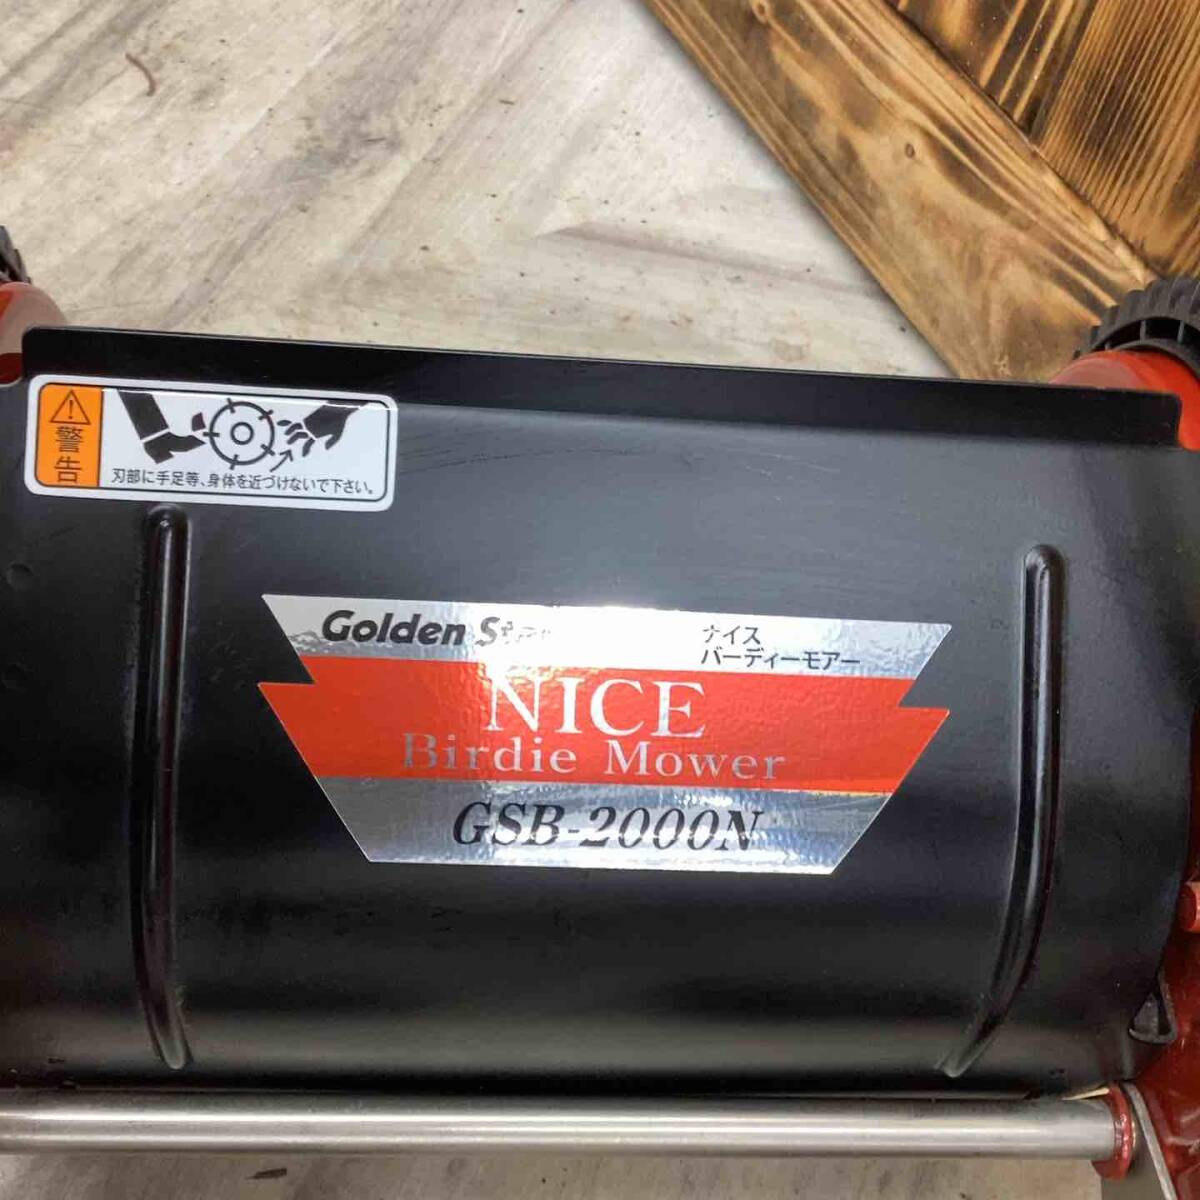 警告
刃部に手足等、身体を近づけないで下さい。
Golden Star
ナイス
バーディーモアー
NICE
Birdie Mower
GSB-2000N